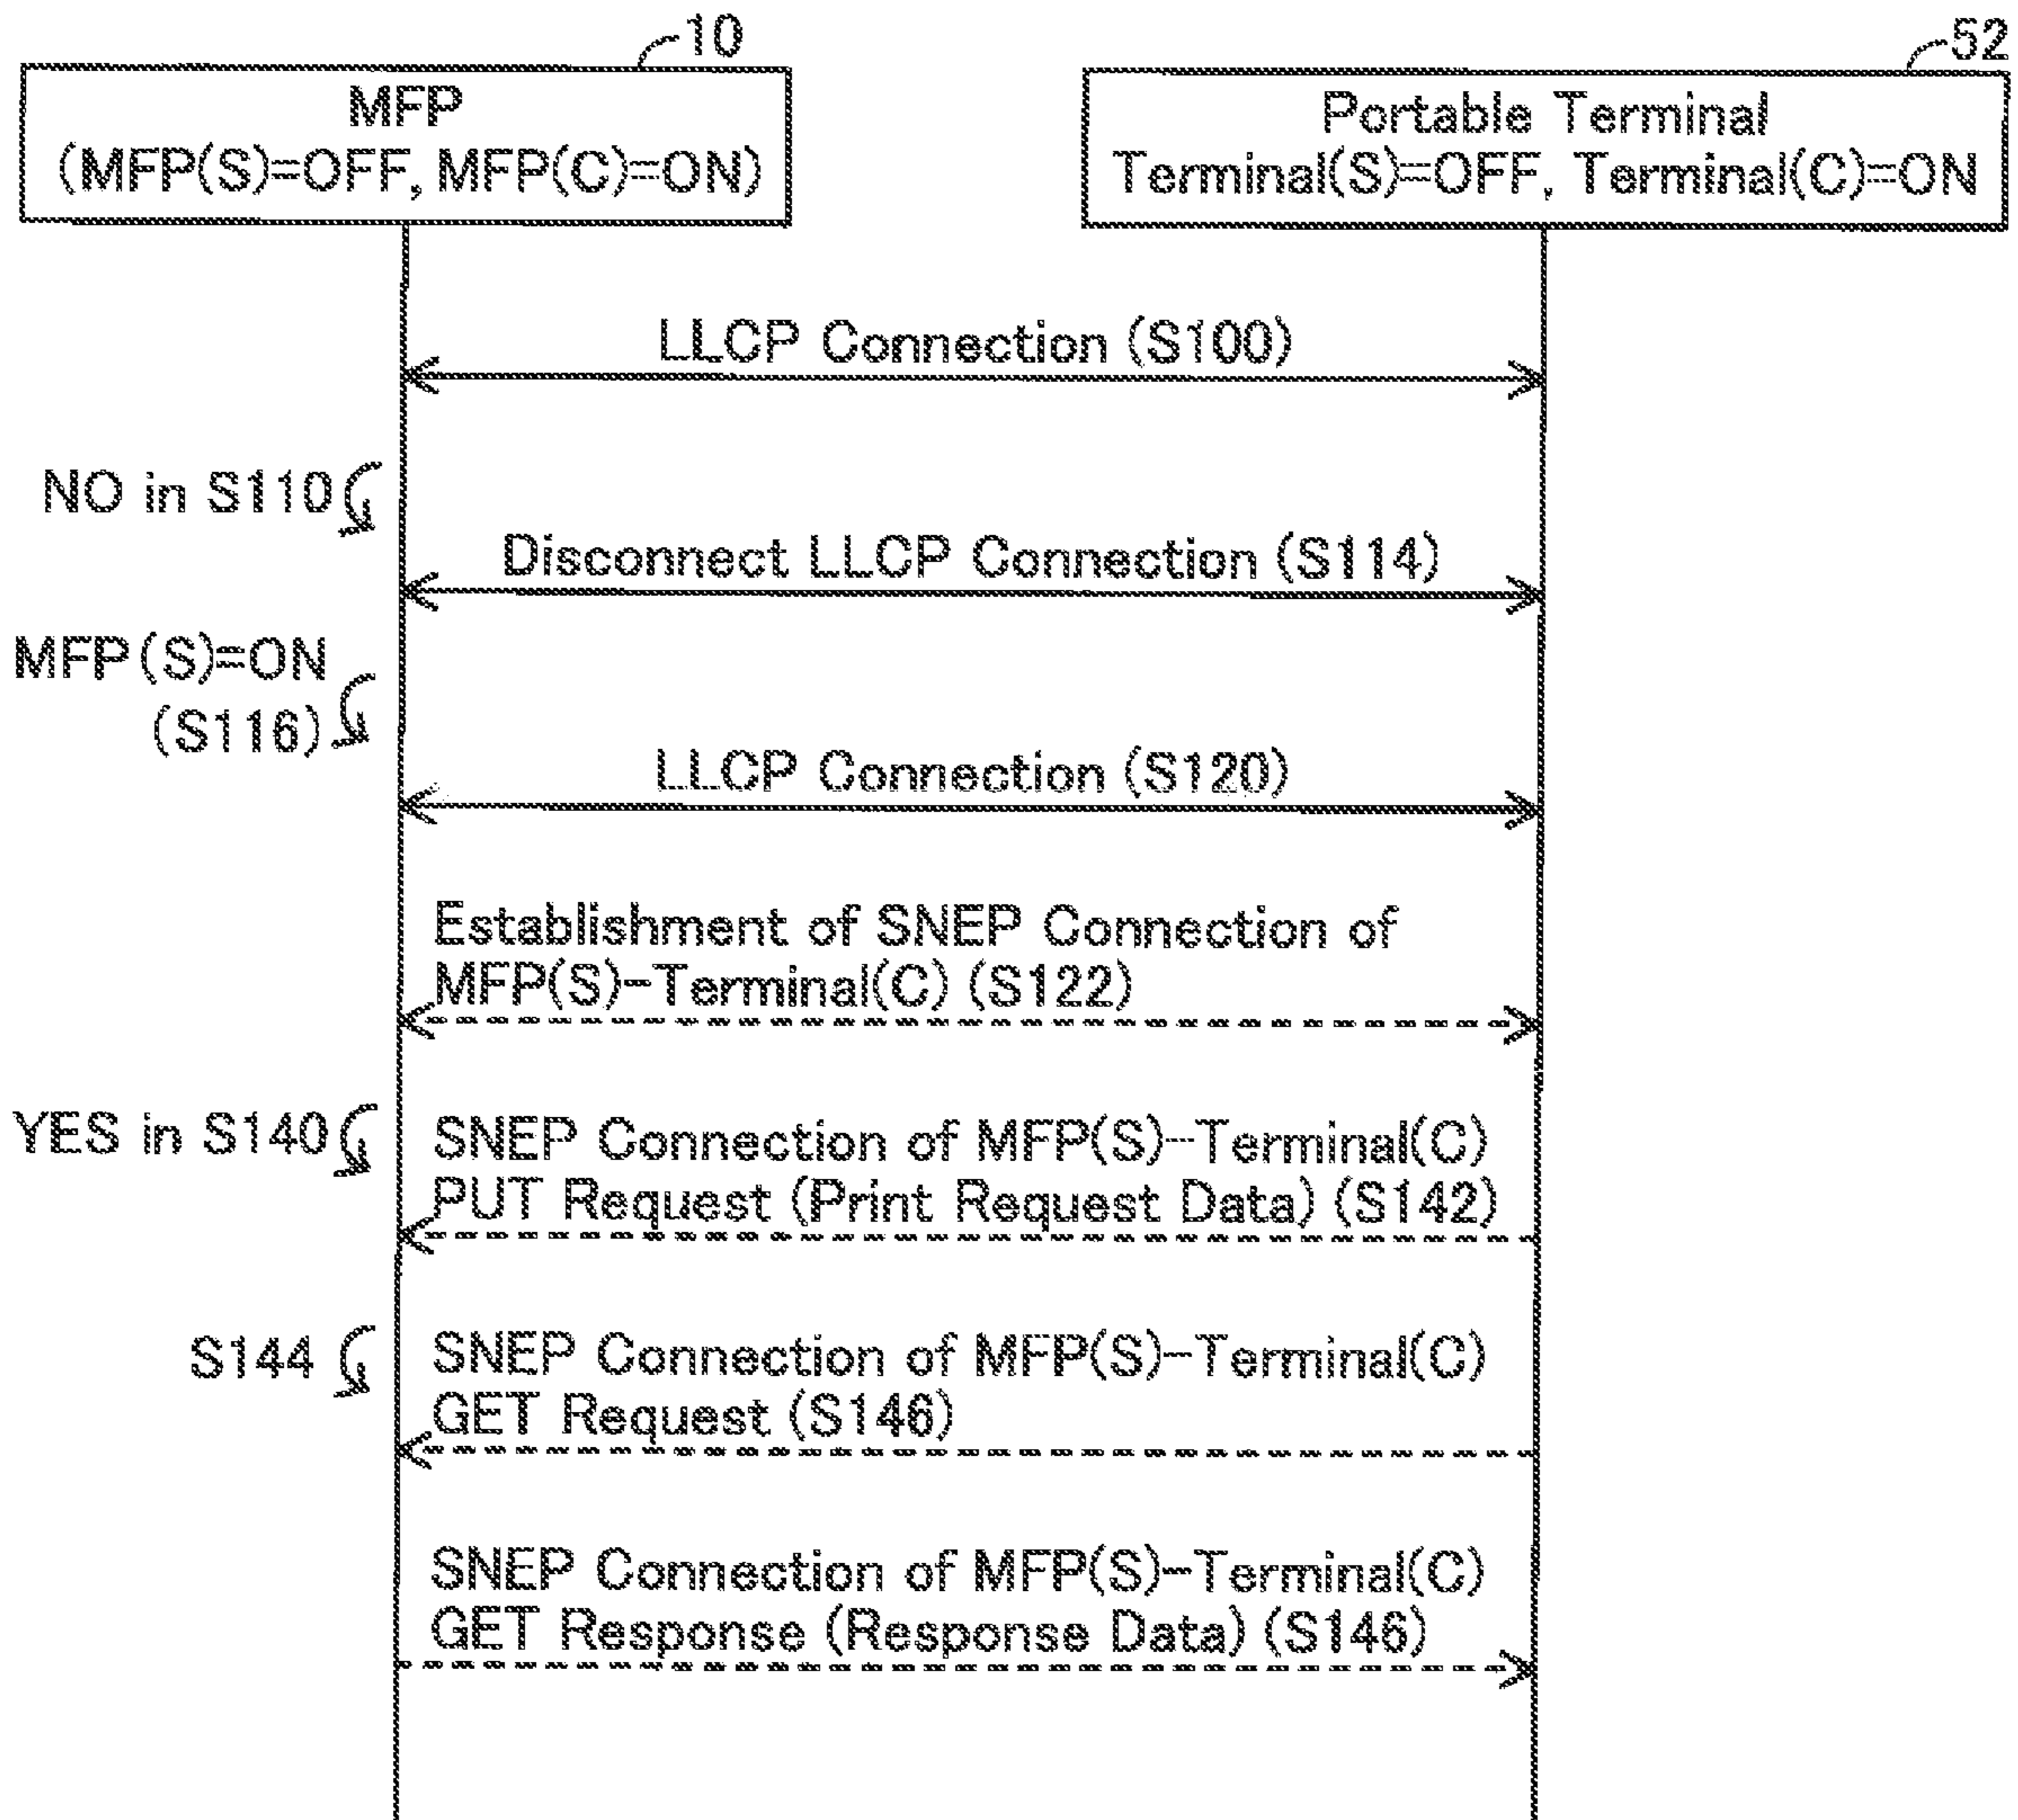 10
MFP
(MFP(S)=OFF, MFP(C)=ON)
52
Portable Terminal
Terminal(S)=OFF, Terminal(C)=ON
LLCP Connection (S100)
NO in S110
Disconnect LLCP Connection (S114)
MFP(S)=ON
(S116)
LLCP Connection (S120)
Establishment of SNEP Connection of
MFP(S)-Terminal(C) (S122)
YES in S140
SNEP Connection of MFP(S)-Terminal(C)
PUT Request (Print Request Data) (S142)
S144
SNEP Connection of MFP(S)-Terminal(C)
GET Request (S146)
SNEP Connection of MFP(S)-Terminal(C)
GET Response (Response Data) (S146)